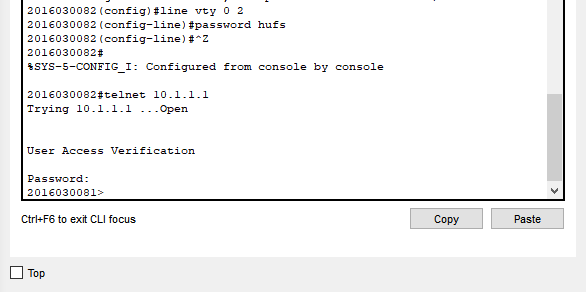 2016030082(config)#line vty 0 2
2016030082(config-line)#password hufs
2016030082(config-line)#^Z
2016030082#
%SYS-5-CONFIG_I: Configured from console by console
2016030082#telnet 10.1.1.1
Trying 10.1.1.1 ...Open
User Access Verification
Password:
2016030081>
Ctrl+F6 to exit CLI focus
Copy
Paste
Top